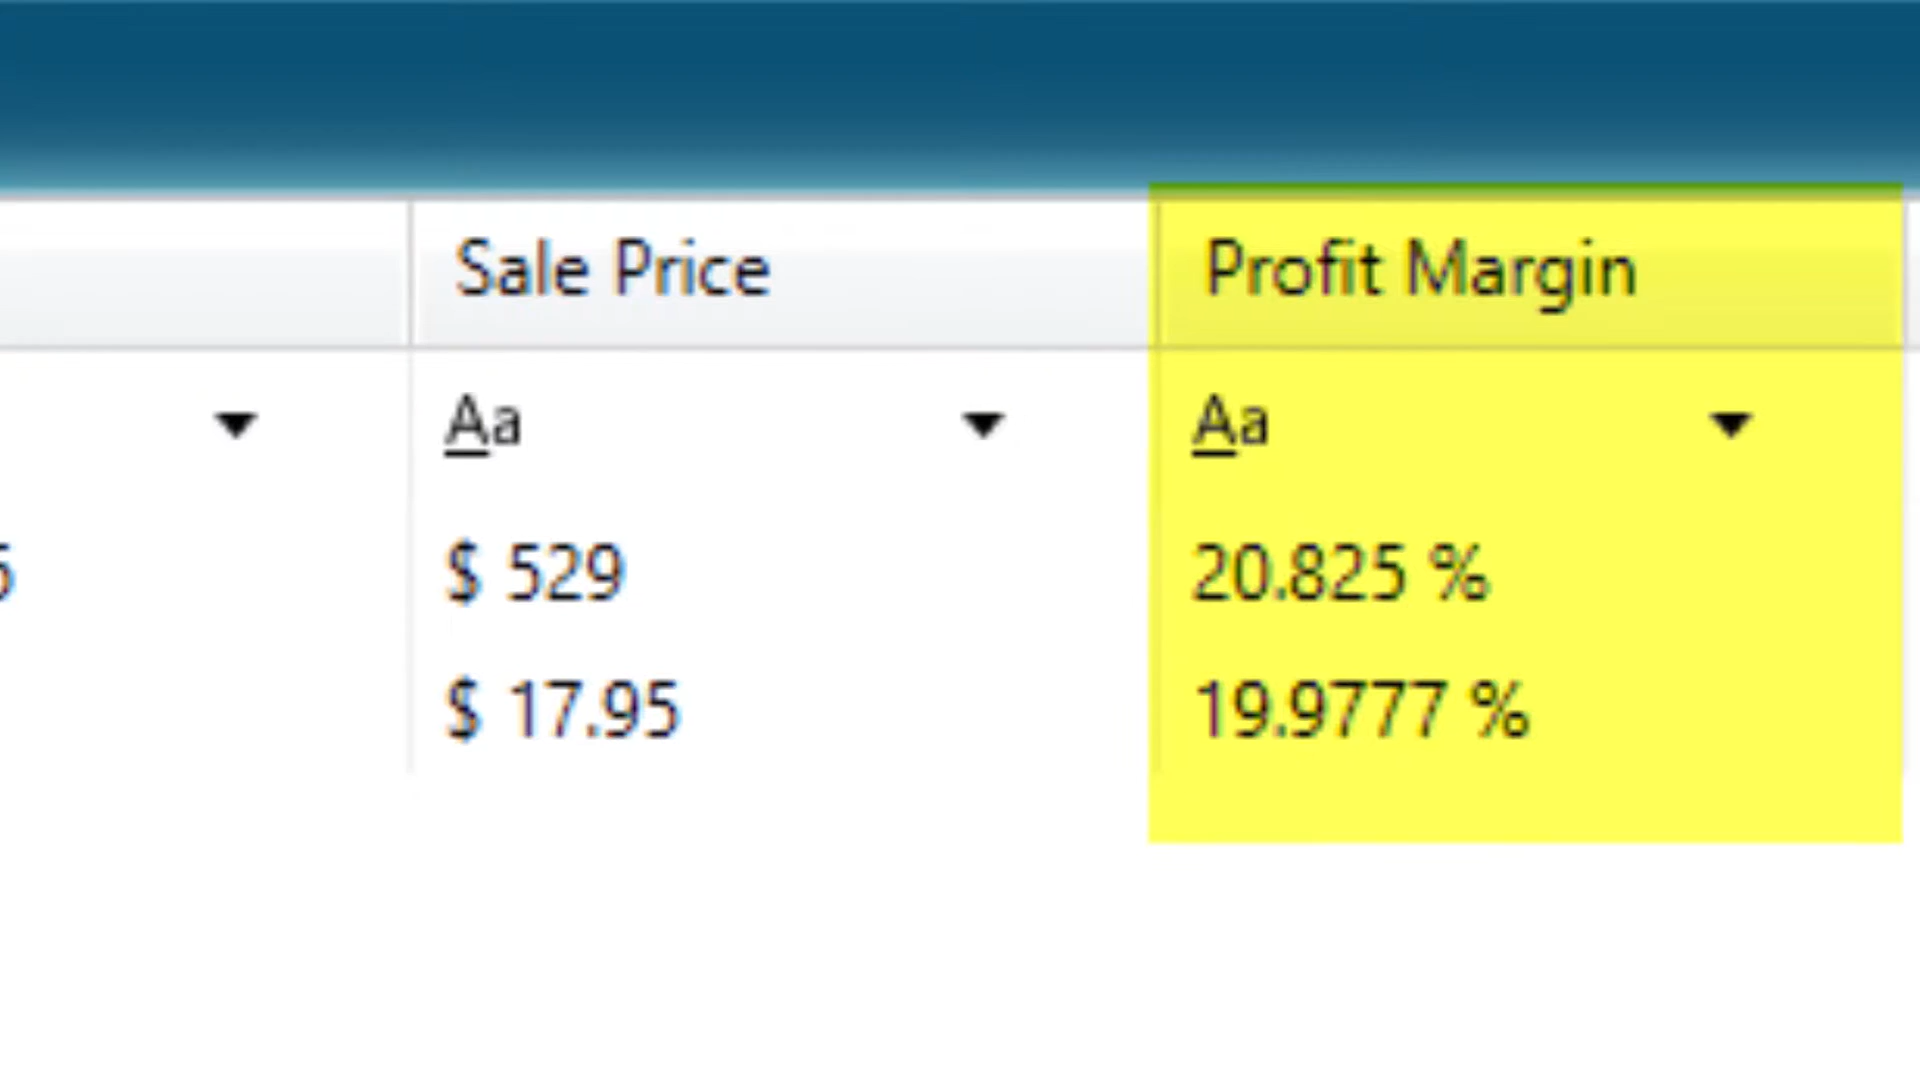 Sale Price Profit Margin
Aa Aa
$ 529 20.825 %
$ 17.95 19.9777 %